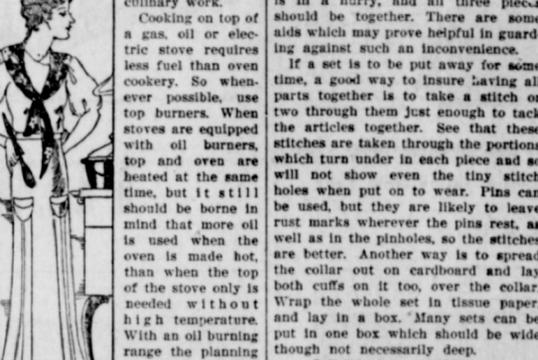 culinary work.
Cooking on top of
a gas, oil or elec-
tric stove requires
less fuel than oven
cookery. So when-
ever possible, use
top burners. When
stoves are equipped
with oil burners,
top and oven are
heated at the same
time, but it still
should be borne in
mind that more oil
is used when the
oven is made hot,
than when the top
of the stove only is
needed without
high temperature.
With an oil burning
range the planning
is in a hurry, and all three pieces
should be together. There are some
aids which may prove helpful in guard-
ing against such an inconvenience.
If a set is to be put away for some
time, a good way to insure having all
parts together is to take a stitch or
two through them just enough to tack
the articles together. See that these
stitches are taken through the portions
which turn under in each piece and so
will not show even the tiny stitch
holes when put on to wear. Pins can
be used, but they are likely to leave
rust marks wherever the pins rest, as
well as in the pinholes, so the stitches
are better. Another way is to spread
the collar out on cardboard and lay
both cuffs on it too, over the collar.
Wrap the whole set in tissue paper
and lay in a box. Many sets can be
put in one box which should be wide
though not necessarily deep.